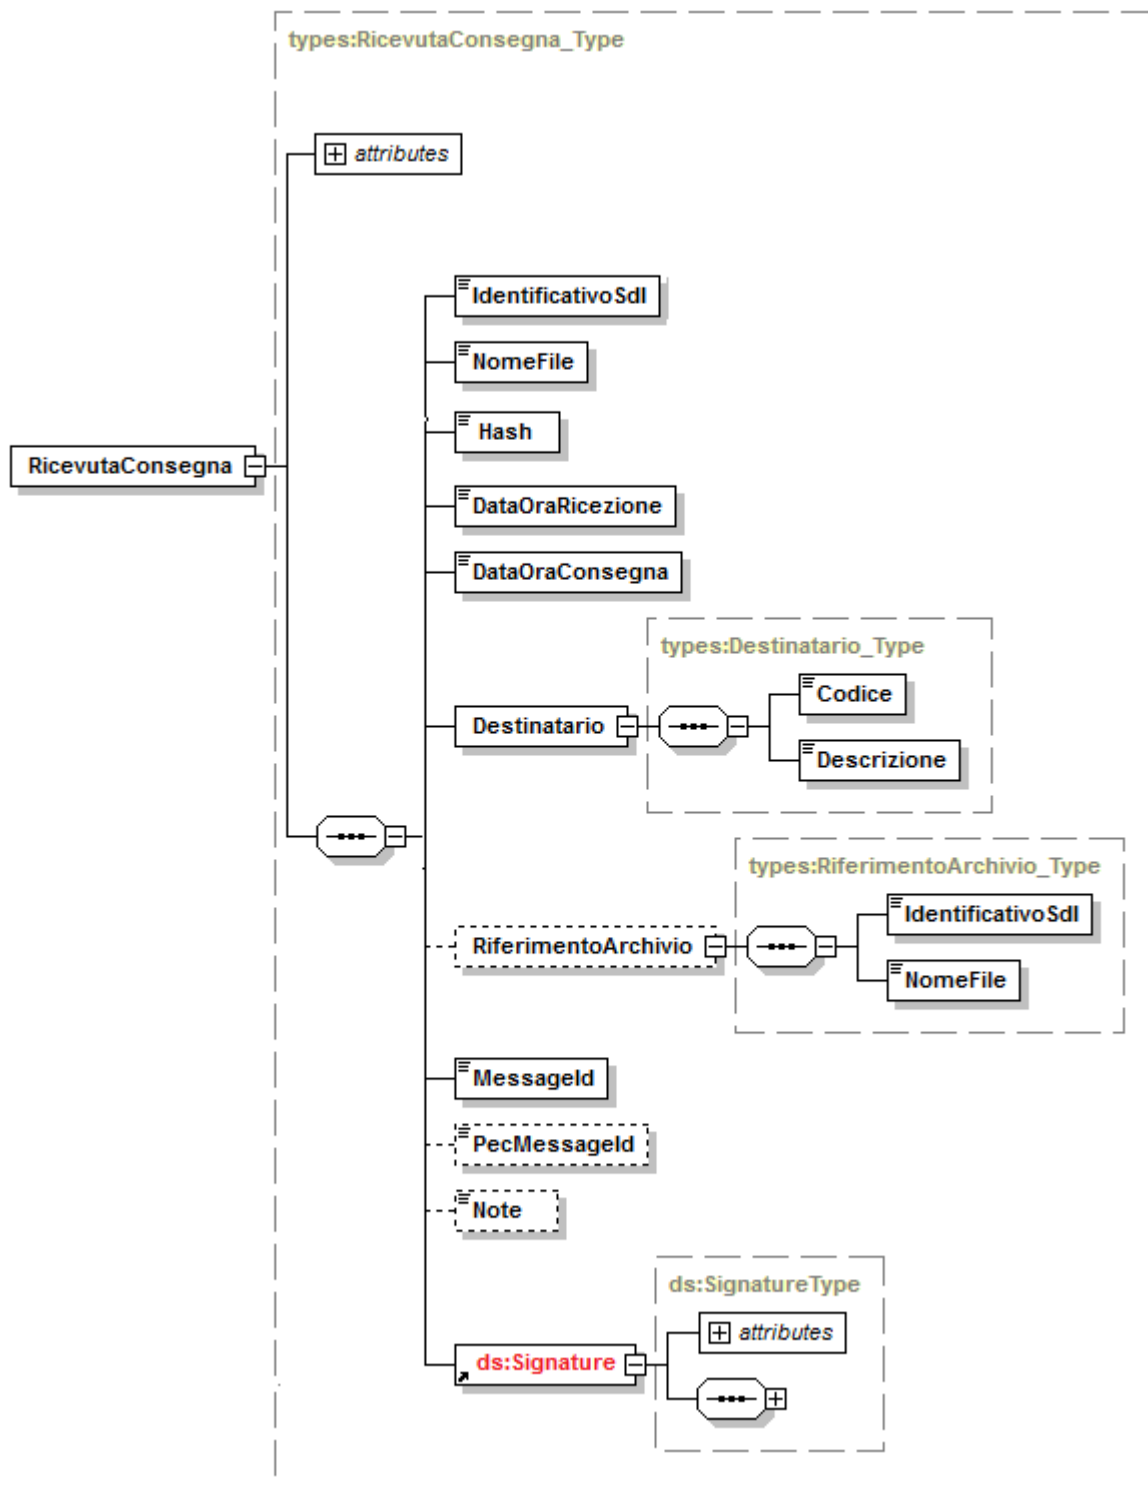 types:RicevutaConsegna_Type
attributes
IdentificativoSdI
NomeFile
Hash
RicevutaConsegna
DataOraRicezione
DataOraConsegna
types:Destinatario_Type
Codice
Destinatario
Descrizione
types:RiferimentoArchivio_Type
IdentificativoSdI
RiferimentoArchivio
NomeFile
MessageId
PecMessageId
Note
ds:SignatureType
attributes
ds:Signature